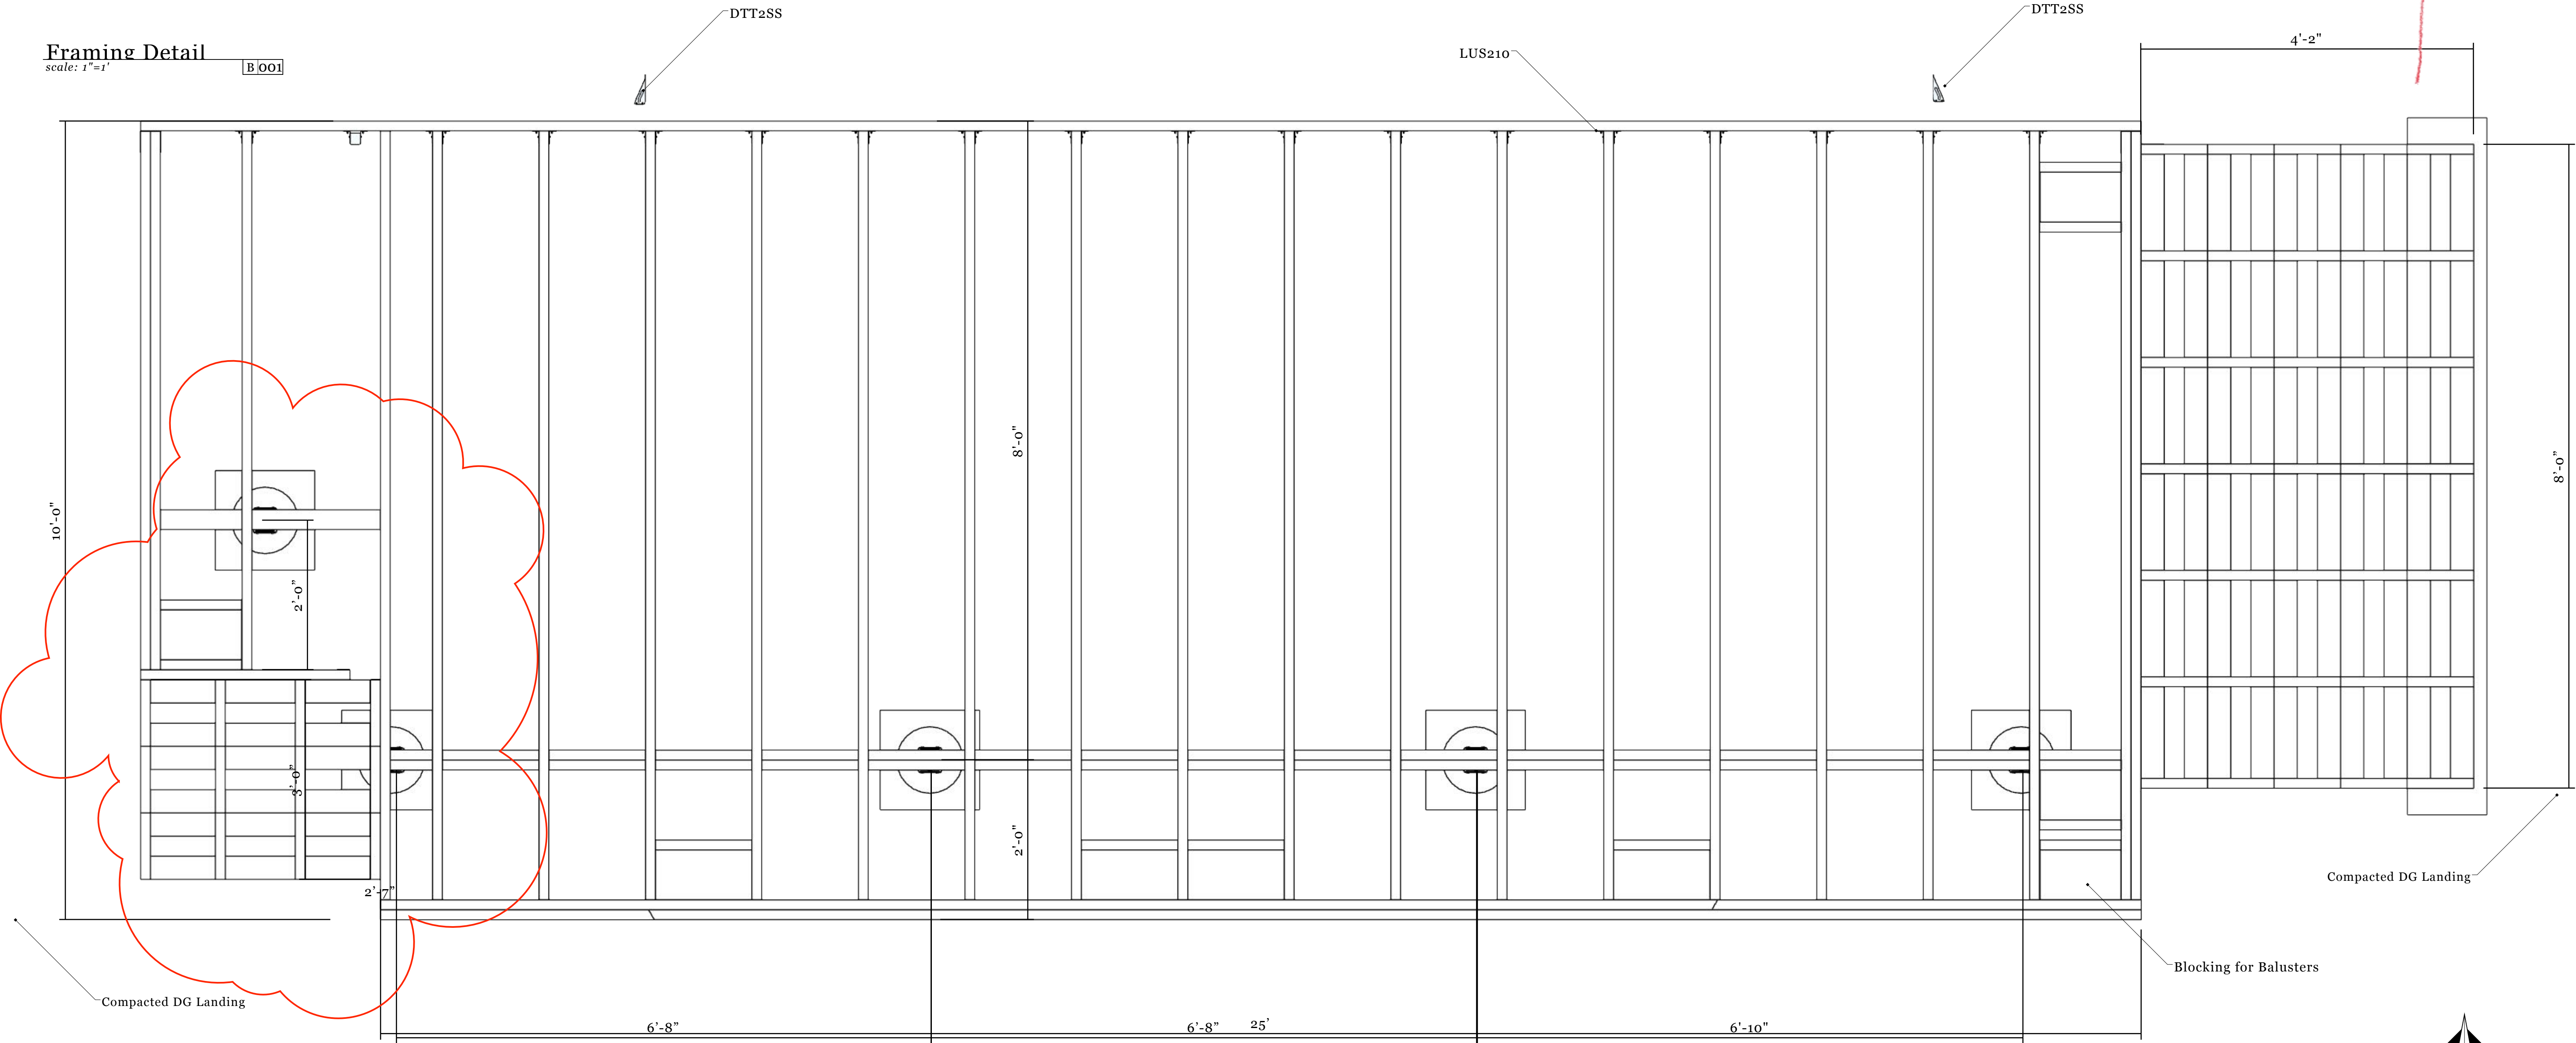 DTT2SS
DTT2SS
Framing Detail
scale: 1"=1'
B 001
LUS210
4'-2"
8'-0"
8'-0"
10'-0"
2'-0"
3'-0"
2'-0"
2'-7"
Compacted DG Landing
Blocking for Balusters
Compacted DG Landing
6'-8"
6'-8"
25'
6'-10"